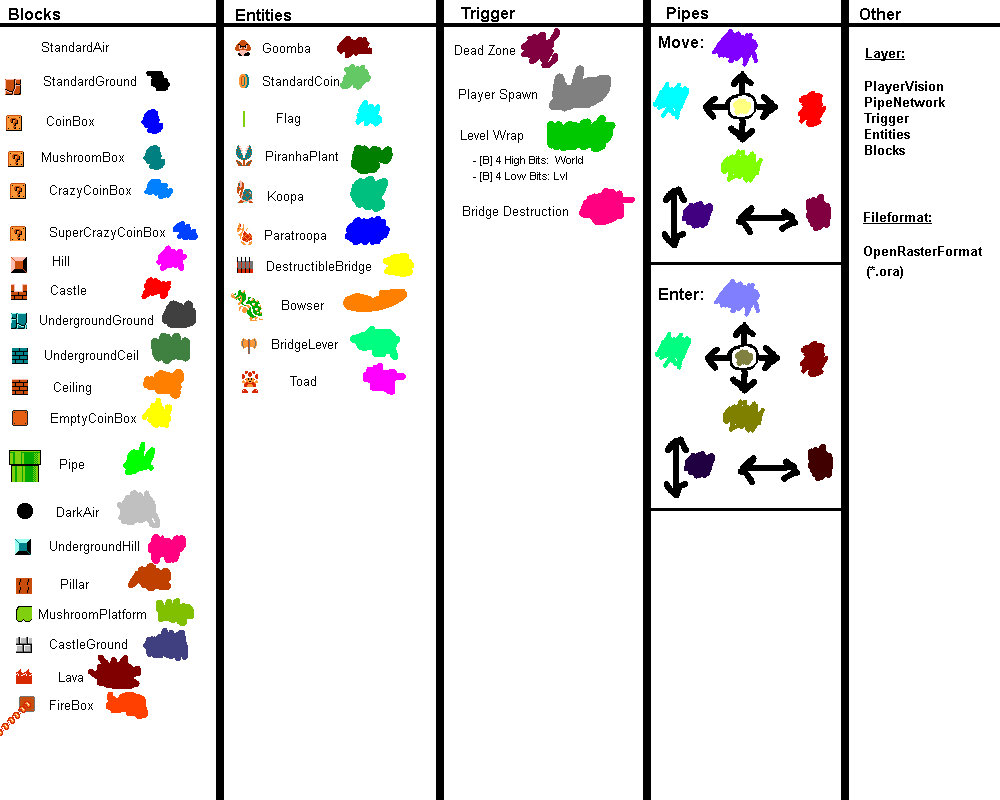 Blocks
StandardAir
StandardGround
CoinBox
MushroomBox
CrazyCoinBox
SuperCrazyCoinBox
Hill
Castle
UndergroundGround
UndergroundCeil
Ceiling
EmptyCoinBox
Pipe
DarkAir
UndergroundHill
Pillar
MushroomPlatform
CastleGround
Lava
FireBox
Entities
Goomba
StandardCoin
Flag
PiranhaPlant
Koopa
Paratroopa
DestructibleBridge
Bowser
BridgeLever
Toad
Trigger
Dead Zone
Player Spawn
Level Wrap
- [B] 4 High Bits: World
- [B] 4 Low Bits: Lvl
Bridge Destruction
Pipes
Move:
Enter:
Other
Layer:
PlayerVision
PipeNetwork
Trigger
Entities
Blocks
Fileformat:
OpenRasterFormat
(*.ora)